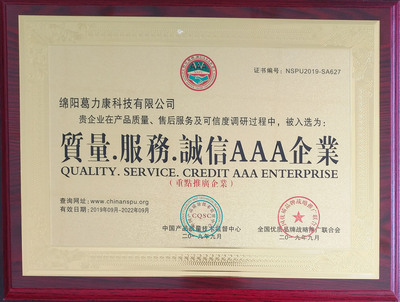 证书编号：NSPU2019-SA627
绵阳葛力康科技有限公司
贵企业在产品质量、售后服务及可信度调研过程中，被入选为：
質量.服務.誠信AAA企業
QUALITY. SERVICE. CREDIT AAA ENTERPRISE
（重點推廣企業）
查询网址：www.chinanspu.org
有效日期：2019年09月-2022年09月
CQSC
中国产品质量技术监督中心
二〇一九年九月
全国优质品牌战略推广联合会
二〇一九年九月